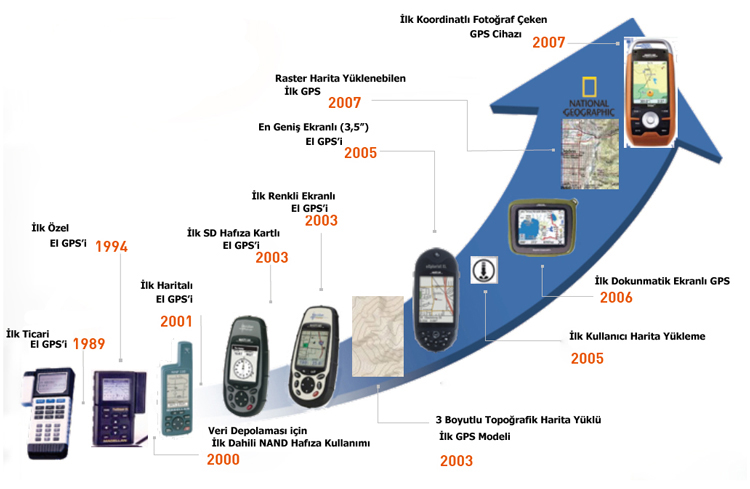 İlk Koordinatlı Fotoğraf Çeken
GPS Cihazı
2007
Raster Harita Yüklenebilen
İlk GPS
2007
NATIONAL
GEOGRAPHIC
En Geniş Ekranlı (3,5")
El GPS'i
2005
İlk Renkli Ekranlı
El GPS'i
2003
İlk SD Hafıza Kartlı
El GPS'i
2003
İlk Özel
El GPS'i
1994
İlk Haritalı
El GPS'i
2001
İlk Ticari
El GPS'i
1989
İlk Dokunmatik Ekranlı GPS
2006
İlk Kullanıcı Harita Yükleme
2005
3 Boyutlu Topoğrafik Harita Yüklü
İlk GPS Modeli
2003
Veri Depolaması için
İlk Dahili NAND Hafıza Kullanımı
2000